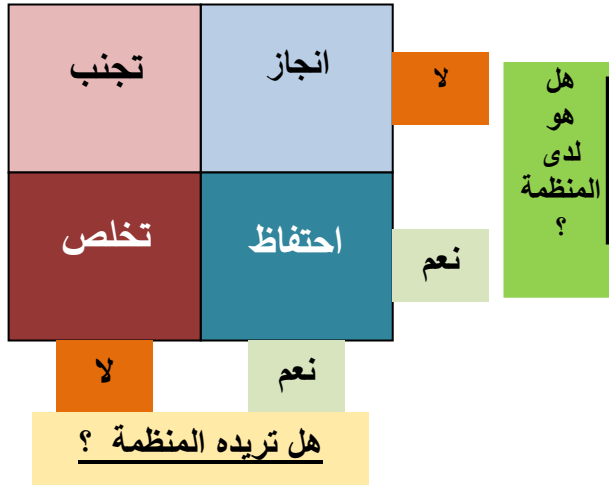 انجاز
تجنب
لا
هل
هو
لدى
المنظمة
؟
احتفاظ
تخلص
نعم
نعم
لا
هل تريده المنظمة ؟